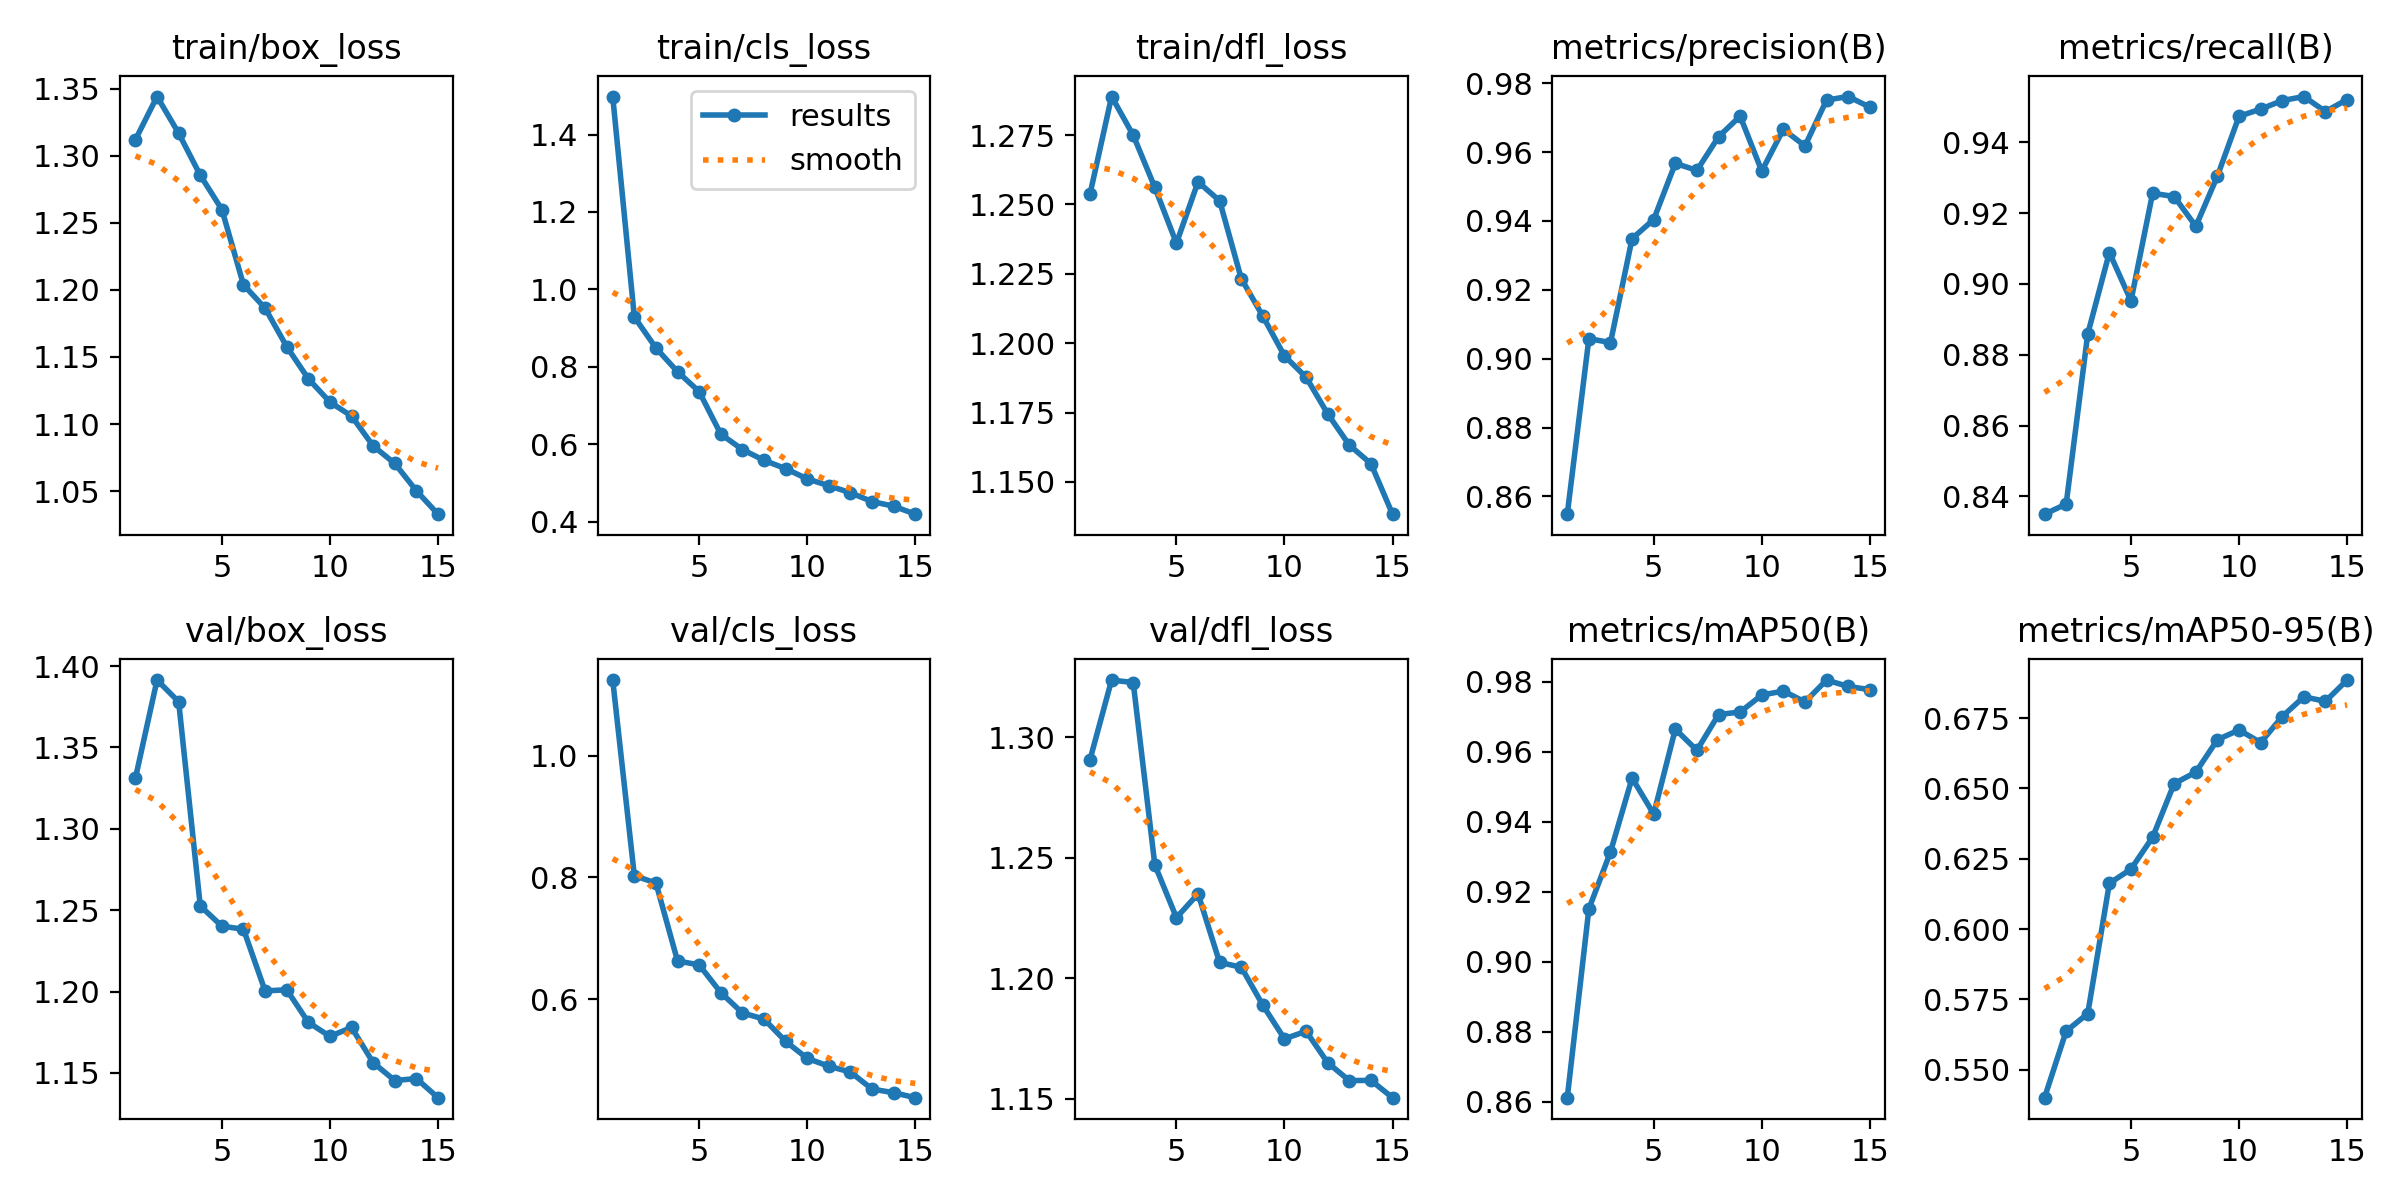 train/box_loss
1.35
1.30
1.25
1.20
1.15
1.10
1.05
5 10 15
train/cls_loss
results
smooth
1.4
1.2
1.0
0.8
0.6
0.4
5 10 15
train/dfl_loss
1.275
1.250
1.225
1.200
1.175
1.150
5 10 15
metrics/precision(B)
0.98
0.96
0.94
0.92
0.90
0.88
0.86
5 10 15
metrics/recall(B)
0.94
0.92
0.90
0.88
0.86
0.84
5 10 15
val/box_loss
1.40
1.35
1.30
1.25
1.20
1.15
5 10 15
val/cls_loss
1.0
0.8
0.6
5 10 15
val/dfl_loss
1.30
1.25
1.20
1.15
5 10 15
metrics/mAP50(B)
0.98
0.96
0.94
0.92
0.90
0.88
0.86
5 10 15
metrics/mAP50-95(B)
0.675
0.650
0.625
0.600
0.575
0.550
5 10 15